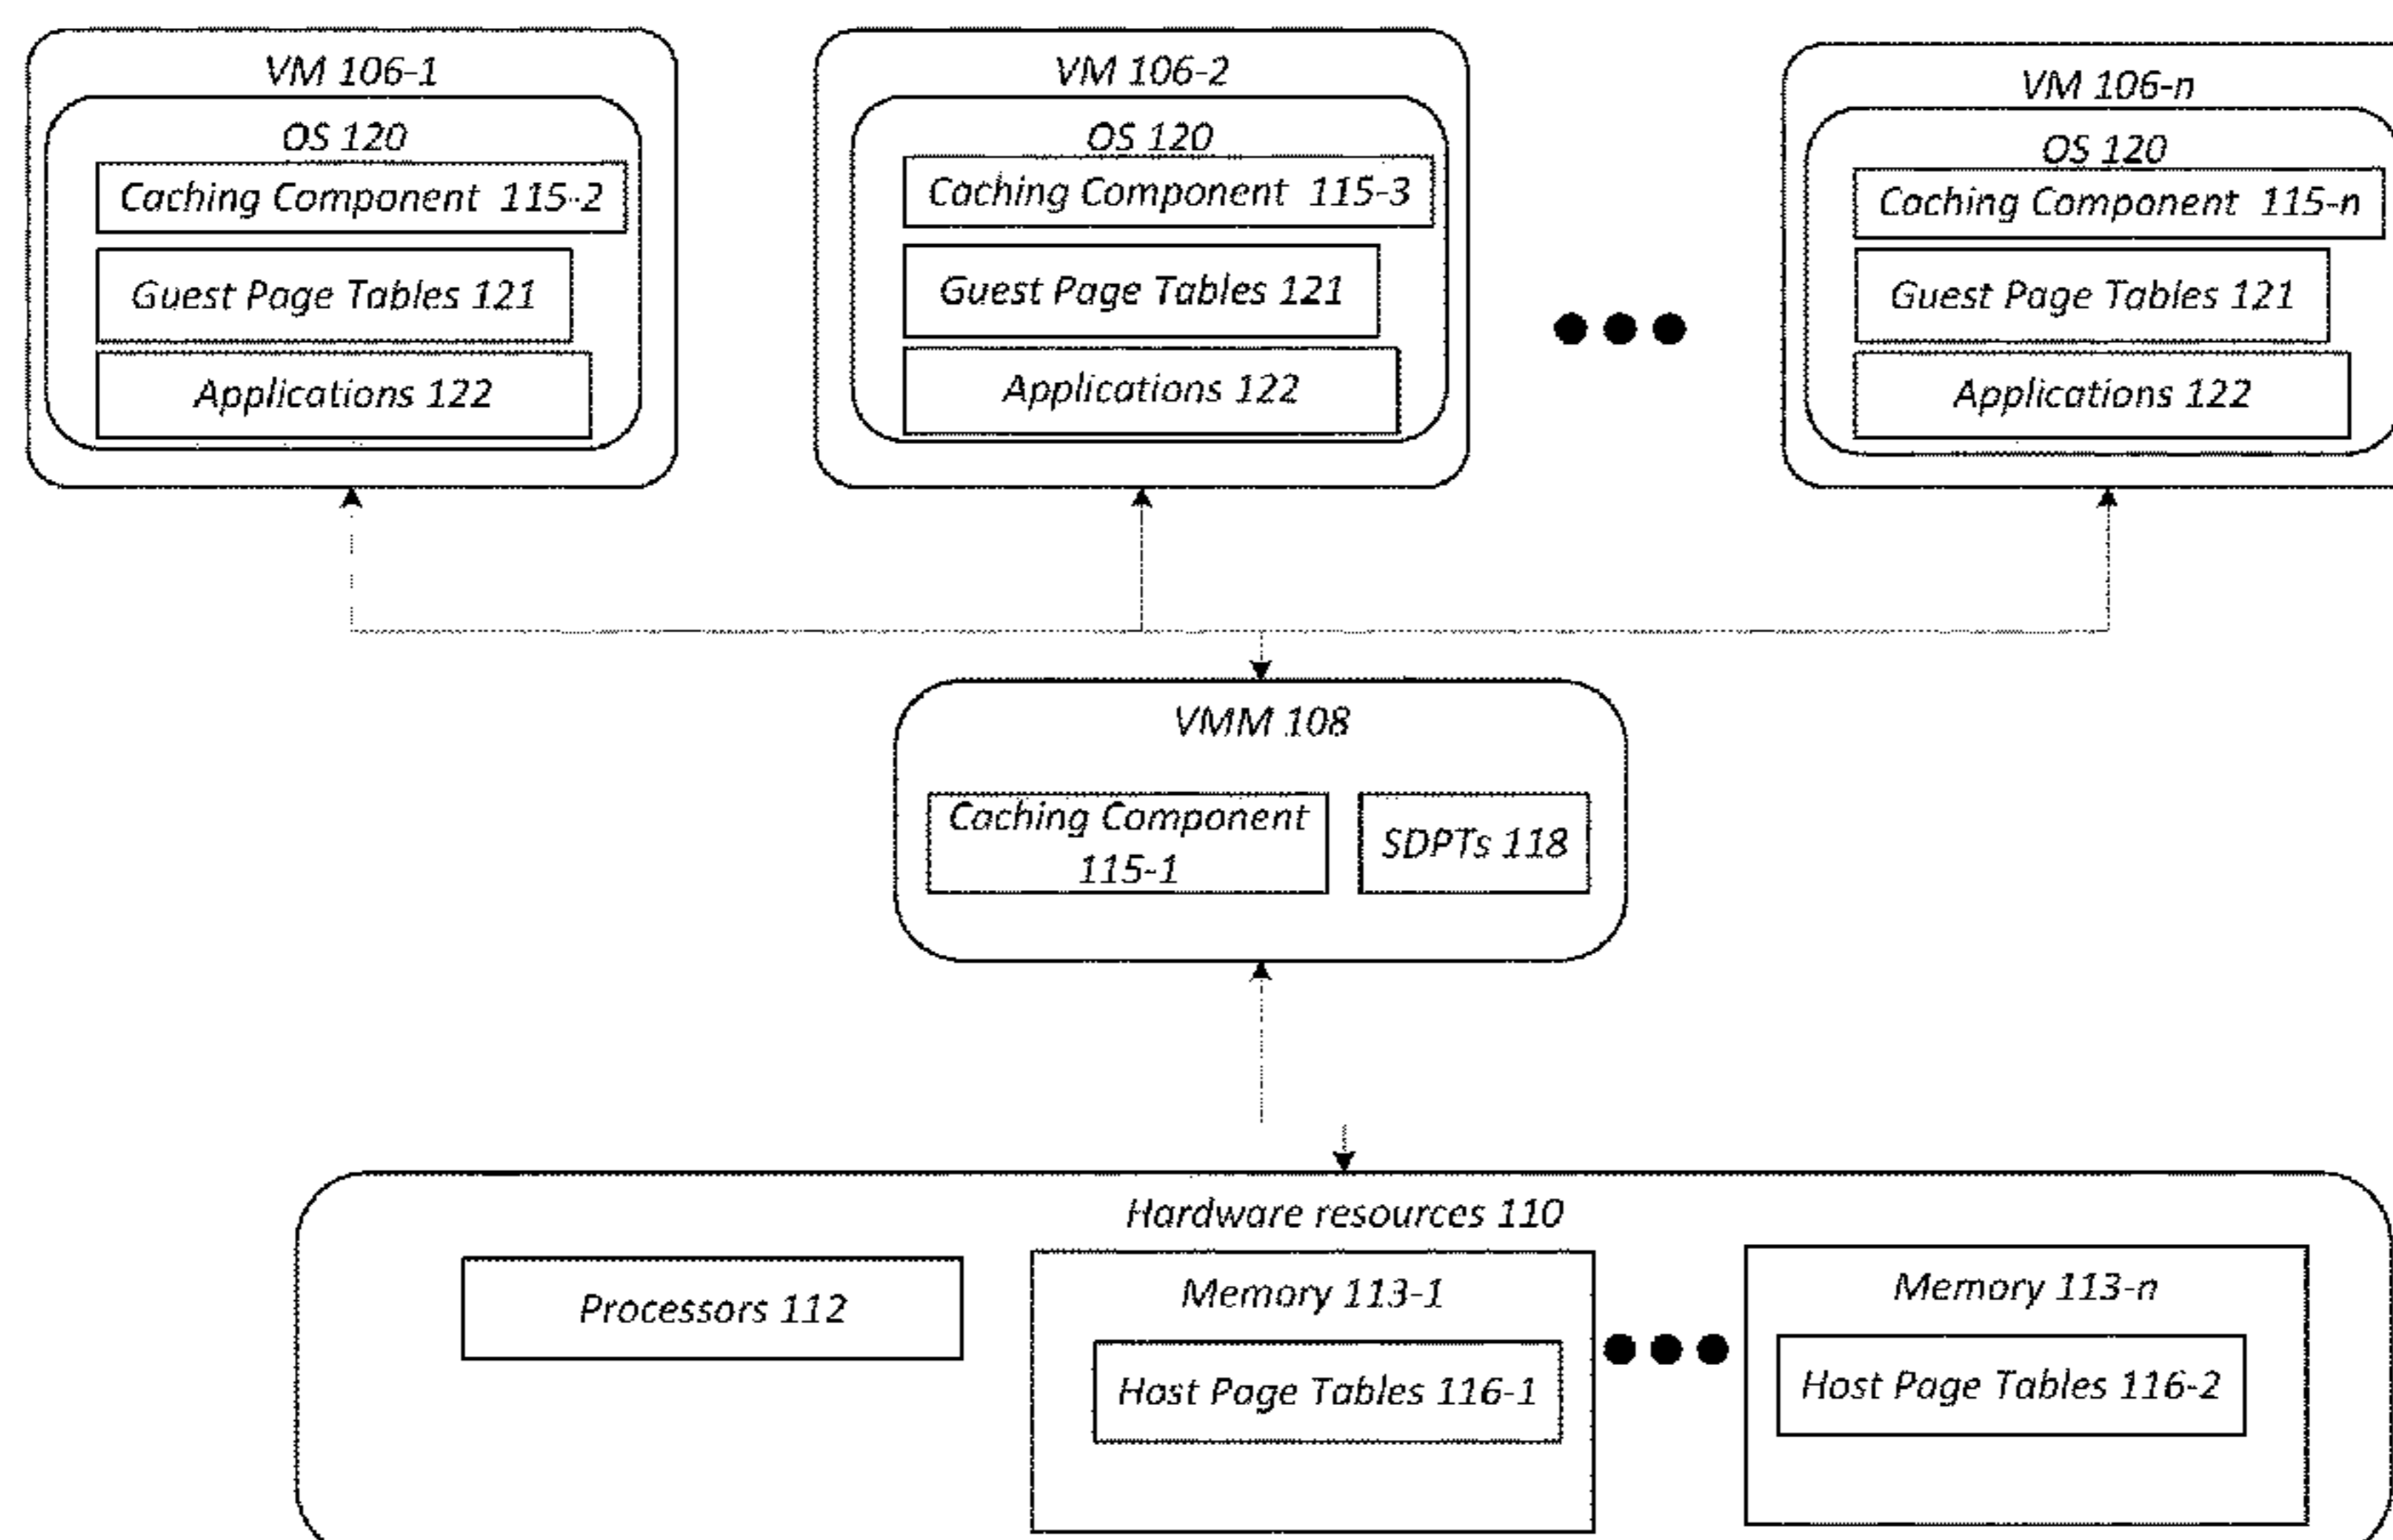 VM 106-1
OS 120
Caching Component 115-2
Guest Page Tables 121
Applications 122
VM 106-2
OS 120
Caching Component 115-3
Guest Page Tables 121
Applications 122
VM 106-n
OS 120
Caching Component 115-n
Guest Page Tables 121
Applications 122
VMM 108
Caching Component
115-1
SDPTs 118
Hardware resources 110
Processors 112
Memory 113-1
Host Page Tables 116-1
Memory 113-n
Host Page Tables 116-2